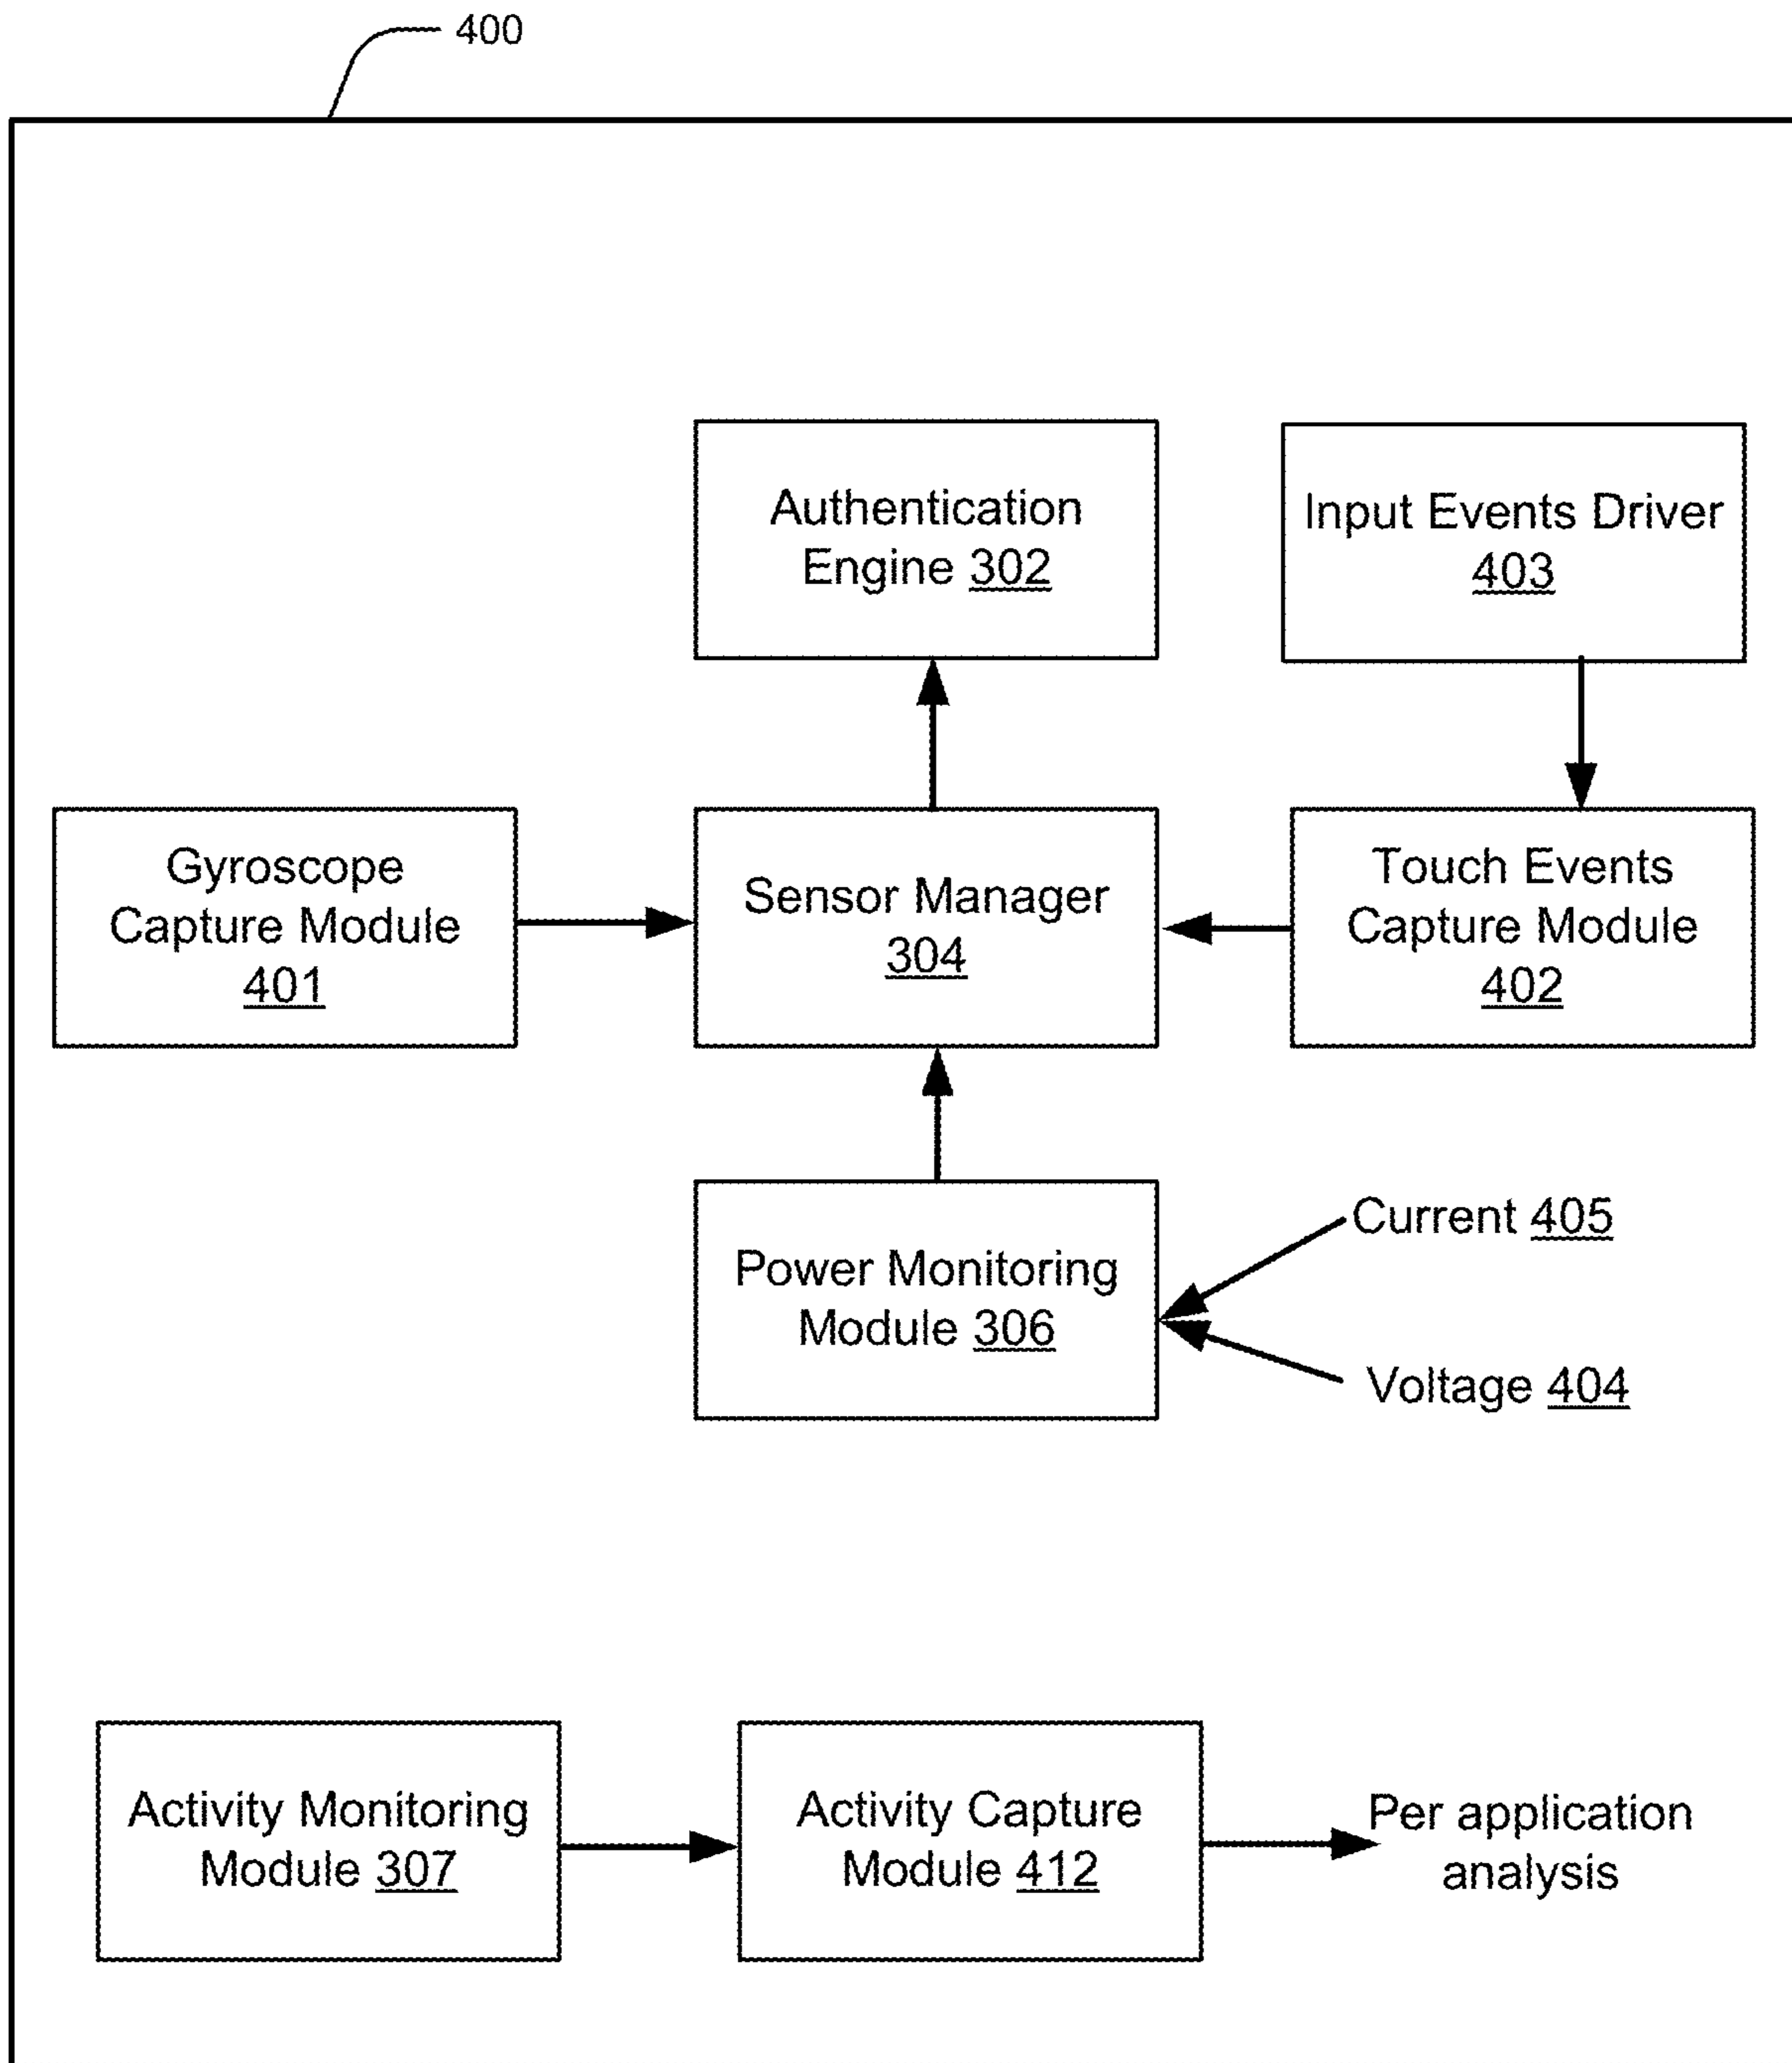 400
Authentication
Engine 302
Input Events Driver
403
Gyroscope
Capture Module
401
Sensor Manager
304
Touch Events
Capture Module
402
Power Monitoring
Module 306
Current 405
Voltage 404
Activity Monitoring
Module 307
Activity Capture
Module 412
Per application
analysis